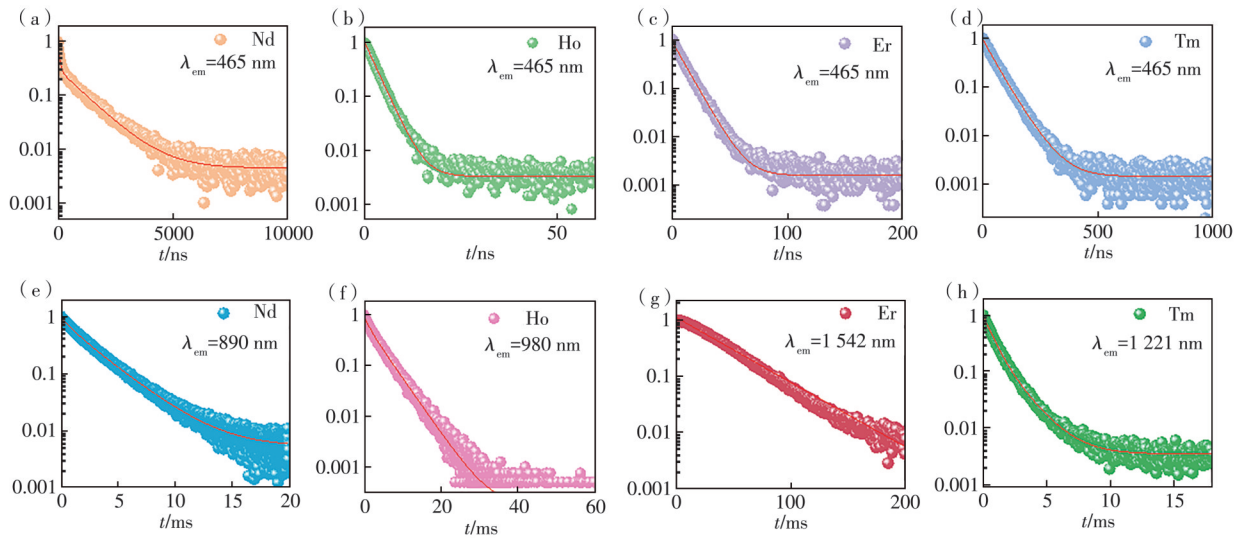 (a)
Nd
λem=465 nm
1
0.1
0.01
0.001
0
5000
10000
t/ns
(b)
Ho
λem=465 nm
1
0.1
0.01
0.001
0
50
t/ns
(c)
Er
λem=465 nm
1
0.1
0.01
0.001
0
100
200
t/ns
(d)
Tm
λem=465 nm
1
0.1
0.01
0.001
0
500
1000
t/ns
(e)
Nd
λem=890 nm
1
0.1
0.01
0.001
0
5
10
15
20
t/ms
(f)
Ho
λem=980 nm
1
0.1
0.01
0.001
0
20
40
60
t/ms
(g)
Er
λem=1 542 nm
1
0.1
0.01
0.001
0
100
200
t/ms
(h)
Tm
λem=1 221 nm
1
0.1
0.01
0.001
0
5
10
15
t/ms